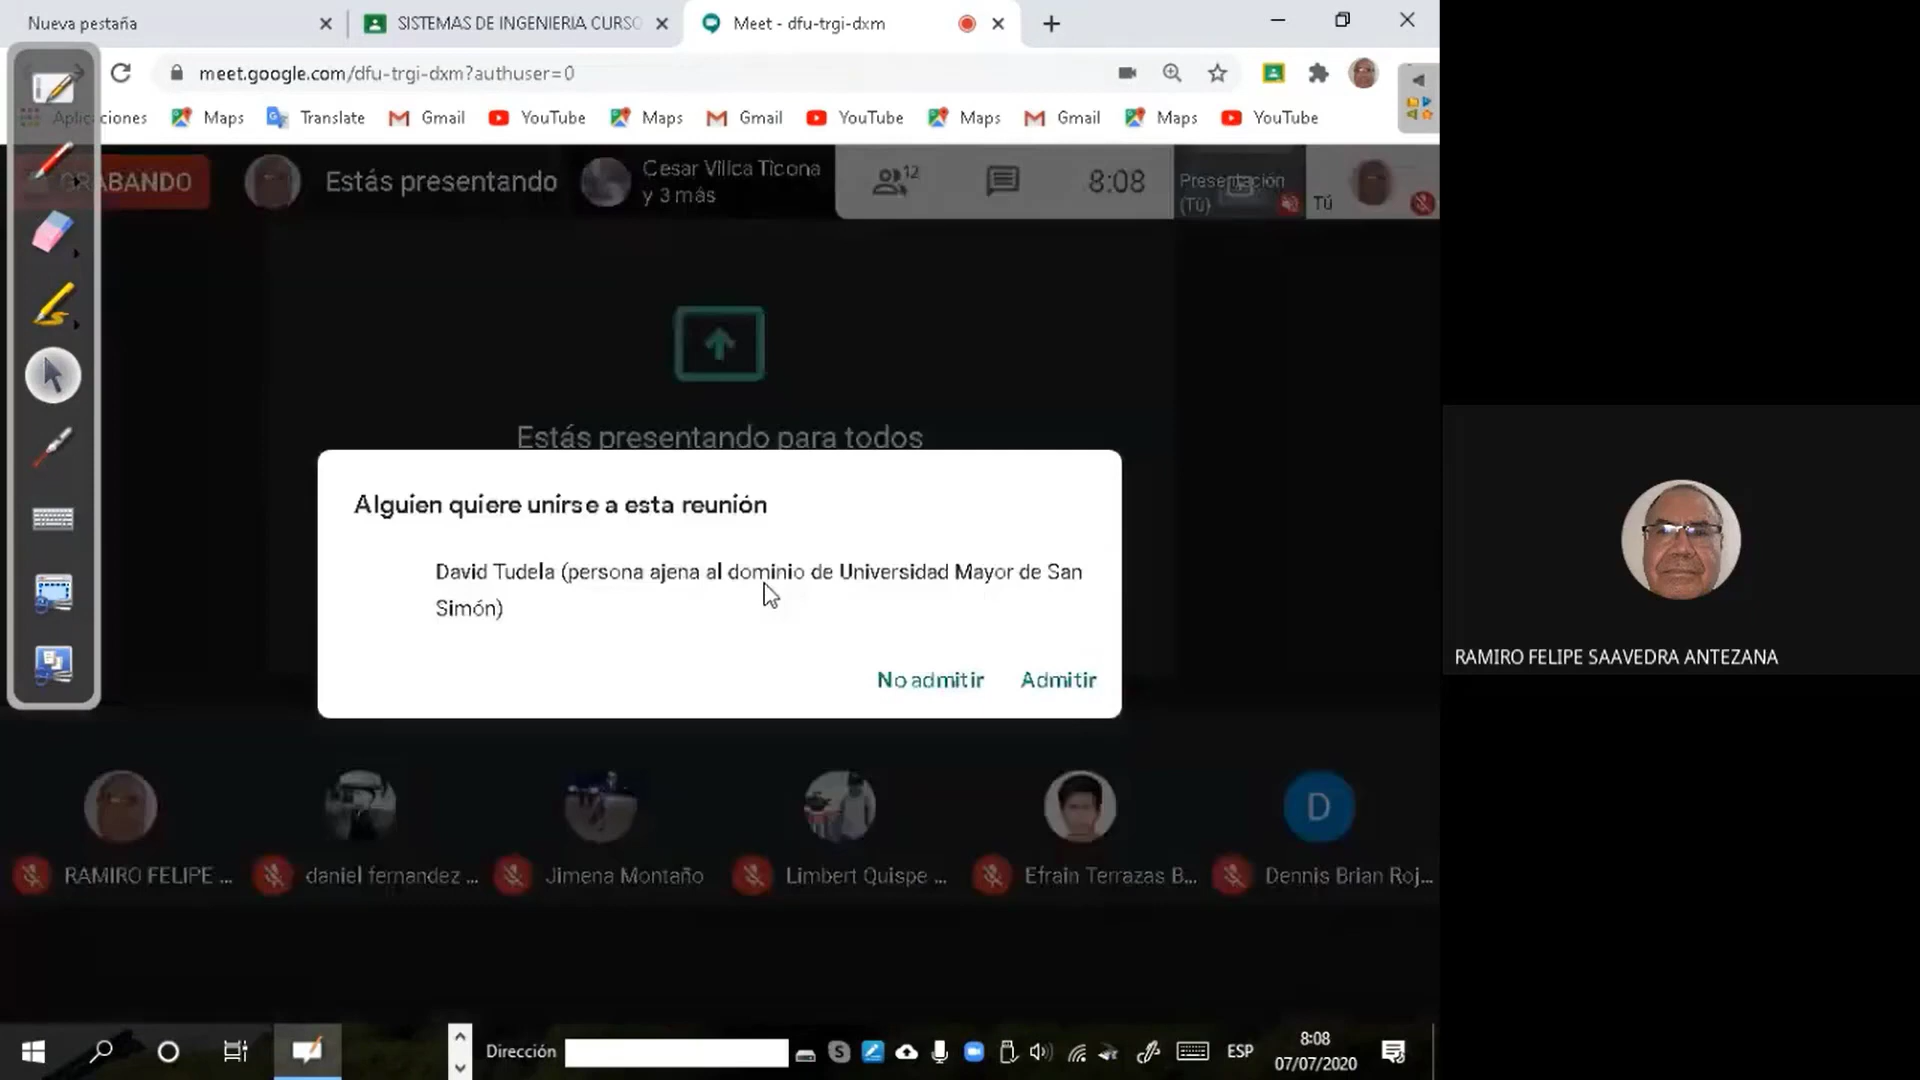 Nueva pestaña
SISTEMAS DE INGENIERIA CURSO
Meet - dfu-trgi-dxm
meet.google.com/dfu-trgi-dxm?authuser=0
Aplicaciones
Maps
Translate
Gmail
YouTube
Maps
Gmail
YouTube
Maps
Gmail
Maps
YouTube
GRABANDO
Estás presentando
Cesar Villca Ticona
y 3 más
12
8:08
Presentación
(Tú)
Tú
Estás presentando para todos
Alguien quiere unirse a esta reunión
David Tudela (persona ajena al dominio de Universidad Mayor de San
Simón)
No admitir
Admitir
RAMIRO FELIPE SAAVEDRA ANTEZANA
D
RAMIRO FELIPE ...
daniel fernandez ...
Jimena Montaño
Limbert Quispe ...
Efrain Terrazas B...
Dennis Brian Roj...
Dirección
ESP
8:08
07/07/2020